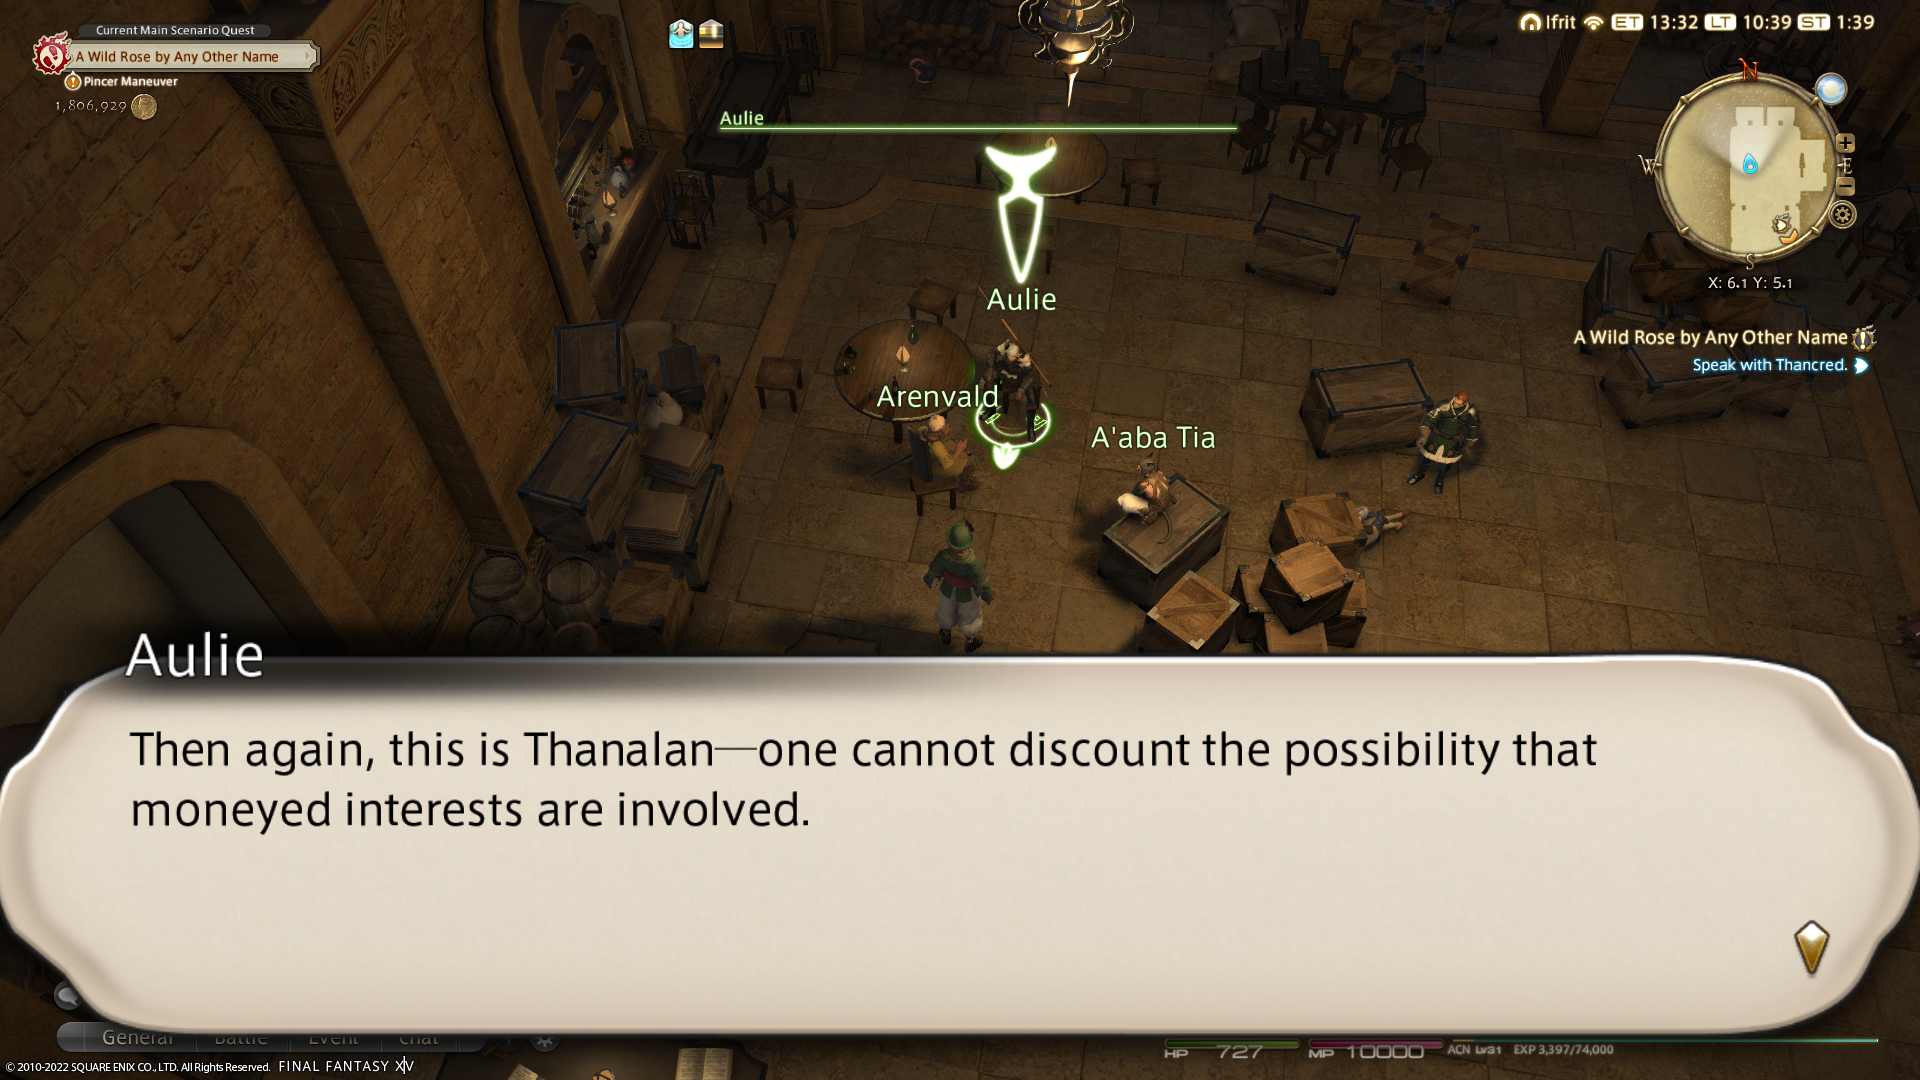 Current Main Scenario Quest
A Wild Rose by Any Other Name
Pincer Maneuver
1,806,929
Ifrit ET 13:32 LT 10:39 ST 1:39
N
W
E
S
X: 6.1 Y: 5.1
A Wild Rose by Any Other Name
Speak with Thancred.
Aulie
Aulie
Arenvald
A'aba Tia
Aulie
Then again, this is Thanalan—one cannot discount the possibility that
moneyed interests are involved.
General Battle Event Chat
HP 727 MP 10000 ACN Lv31 EXP 3,397/74,000
© 2010-2022 SQUARE ENIX CO., LTD. All Rights Reserved. FINAL FANTASY XIV